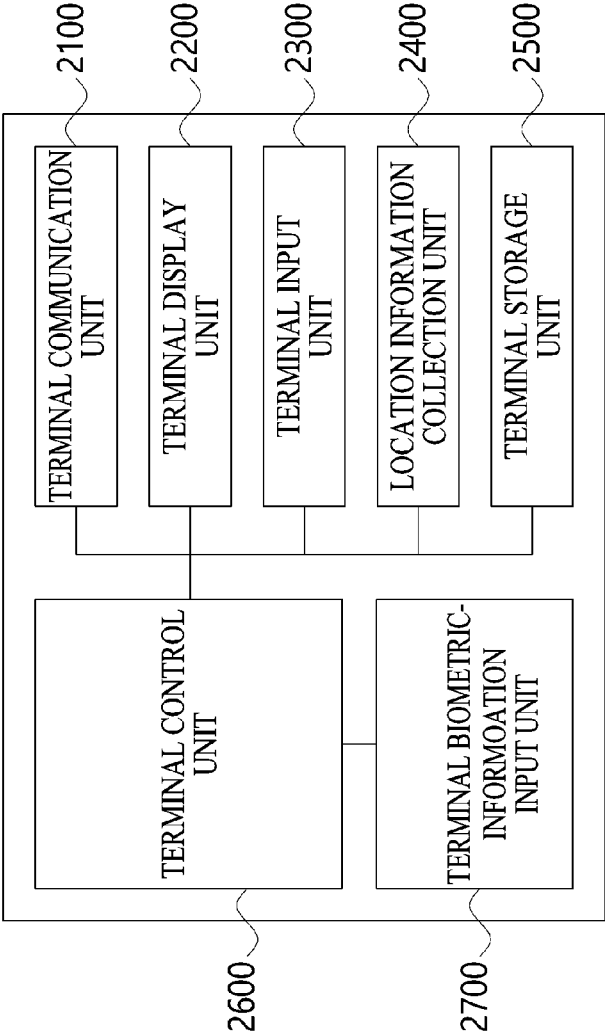 2600
TERMINAL CONTROL
UNIT
2700
TERMINAL BIOMETRIC-
INFORMOATION
INPUT UNIT
TERMINAL COMMUNICATION
UNIT
2100
TERMINAL DISPLAY
UNIT
2200
TERMINAL INPUT
UNIT
2300
LOCATION INFORMATION
COLLECTION UNIT
2400
TERMINAL STORAGE
UNIT
2500